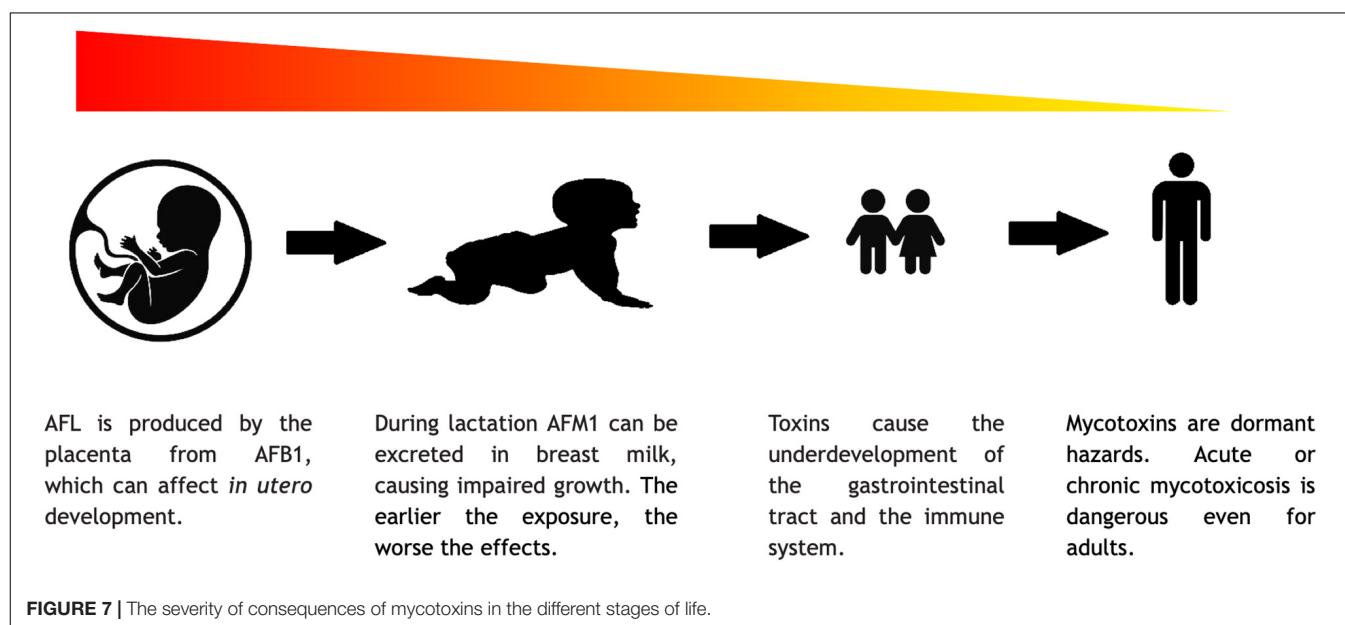 AFL is produced by the
placenta from AFB1,
which can affect in utero
development.
During lactation AFM1 can be
excreted in breast milk,
causing impaired growth. The
earlier the exposure, the
worse the effects.
Toxins cause the
underdevelopment of
the gastrointestinal
tract and the immune
system.
Mycotoxins are dormant
hazards. Acute or
chronic mycotoxicosis is
dangerous even for
adults.
FIGURE 7 | The severity of consequences of mycotoxins in the different stages of life.